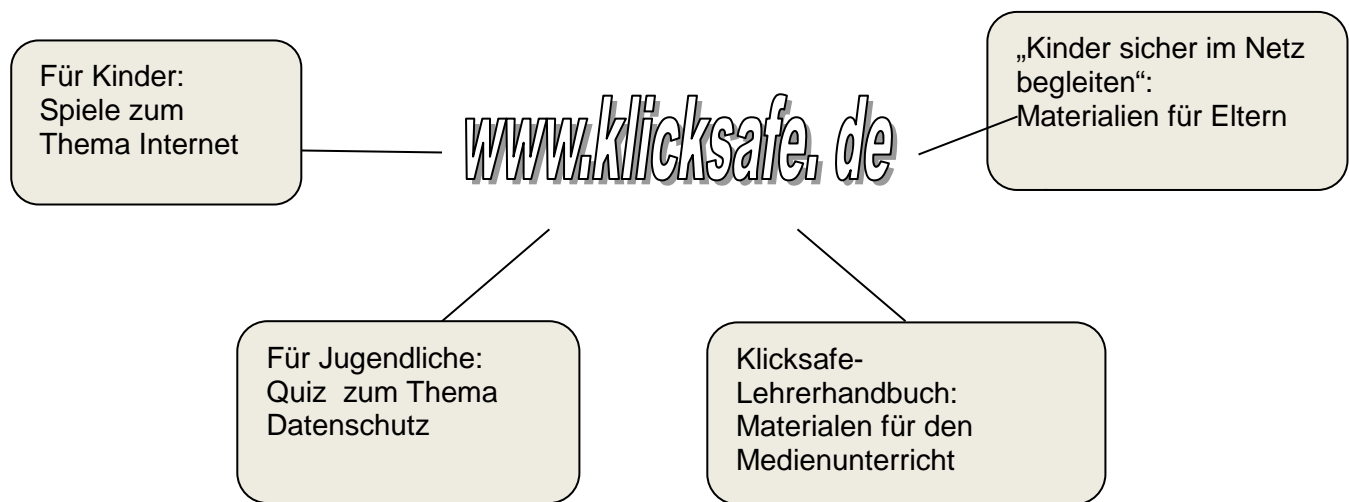 Für Kinder:
Spiele zum
Thema Internet
www.klicksafe. de
„Kinder sicher im Netz
begleiten“:
Materialien für Eltern
Für Jugendliche:
Quiz  zum Thema
Datenschutz
Klicksafe-
Lehrerhandbuch:
Materialen für den
Medienunterricht